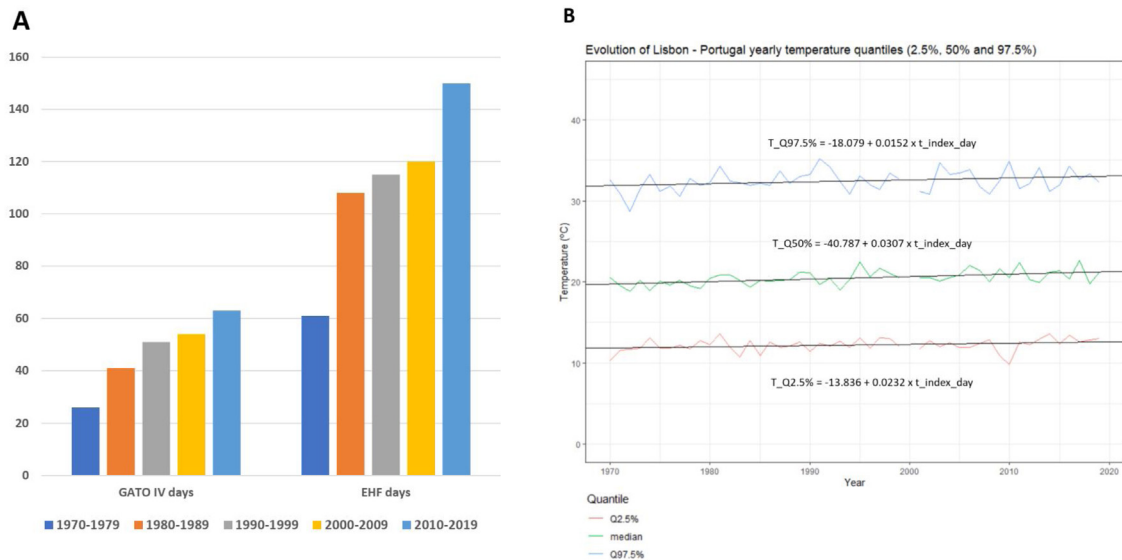 A
160
140
120
100
80
60
40
20
0
GATO IV days
EHF days
1970-1979 1980-1989 1990-1999 2000-2009 2010-2019
B
Evolution of Lisbon - Portugal yearly temperature quantiles (2.5%, 50% and 97.5%)
Temperature (ºC)
40
30
20
10
0
T_Q97.5% = -18.079 + 0.0152 x t_index_day
T_Q50% = -40.787 + 0.0307 x t_index_day
T_Q2.5% = -13.836 + 0.0232 x t_index_day
1970 1980 1990 2000 2010 2020
Year
Quantile
Q2.5%
median
Q97.5%